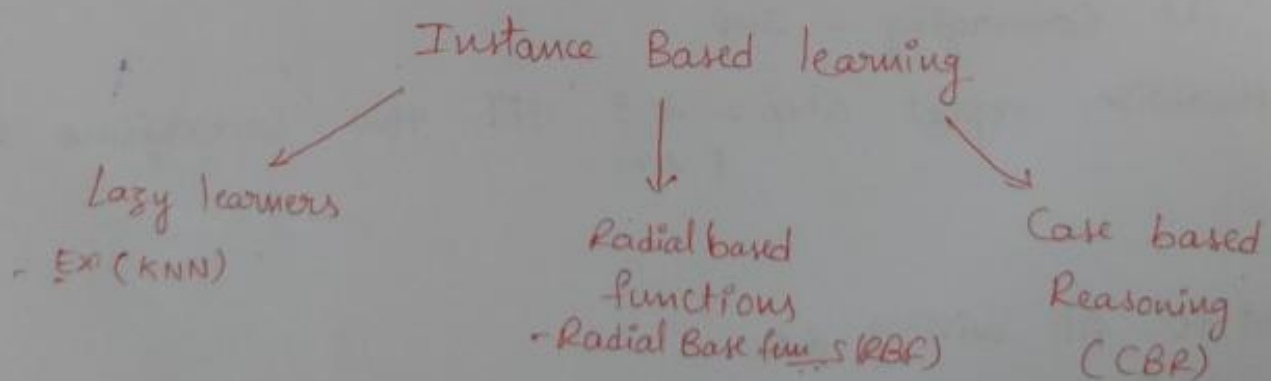 Instance Based learning
Lazy learners
- Ex (KNN)
Radial based
functions
- Radial Base fun s (RBF)
Case based
Reasoning
(CBR)